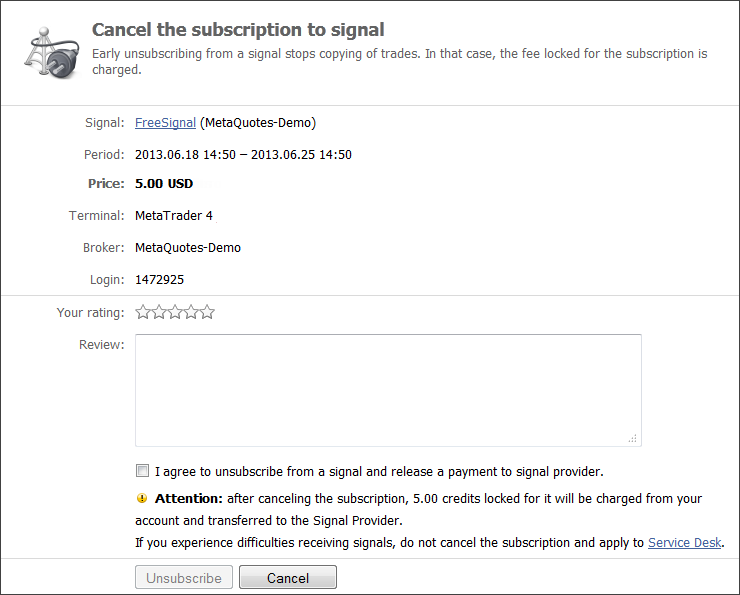 Cancel the subscription to signal
Early unsubscribing from a signal stops copying of trades. In that case, the fee locked for the subscription is
charged.
Signal: FreeSignal (MetaQuotes-Demo)
Period: 2013.06.18 14:50 – 2013.06.25 14:50
Price: 5.00 USD
Terminal: MetaTrader 4
Broker: MetaQuotes-Demo
Login: 1472925
Your rating:
Review:
I agree to unsubscribe from a signal and release a payment to signal provider.
Attention: after canceling the subscription, 5.00 credits locked for it will be charged from your
account and transferred to the Signal Provider.
If you experience difficulties receiving signals, do not cancel the subscription and apply to Service Desk.
Unsubscribe Cancel